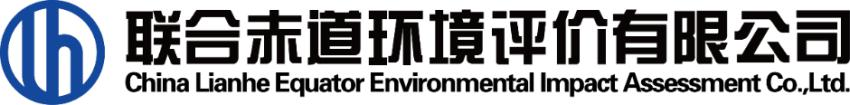 联合赤道环境评价有限公司
China Lianhe Equator Environmental Impact Assessment Co.,Ltd.